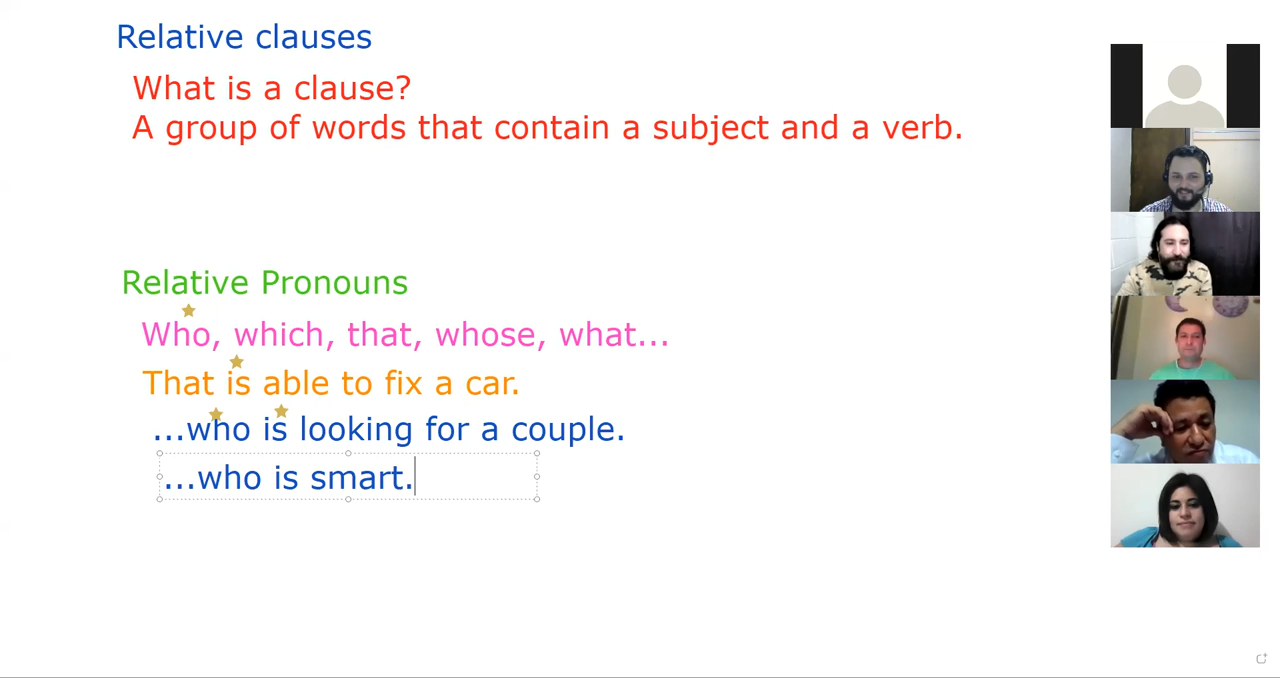 Relative clauses
What is a clause?
A group of words that contain a subject and a verb.
Relative Pronouns
Who, which, that, whose, what...
That is able to fix a car.
...who is looking for a couple.
...who is smart.